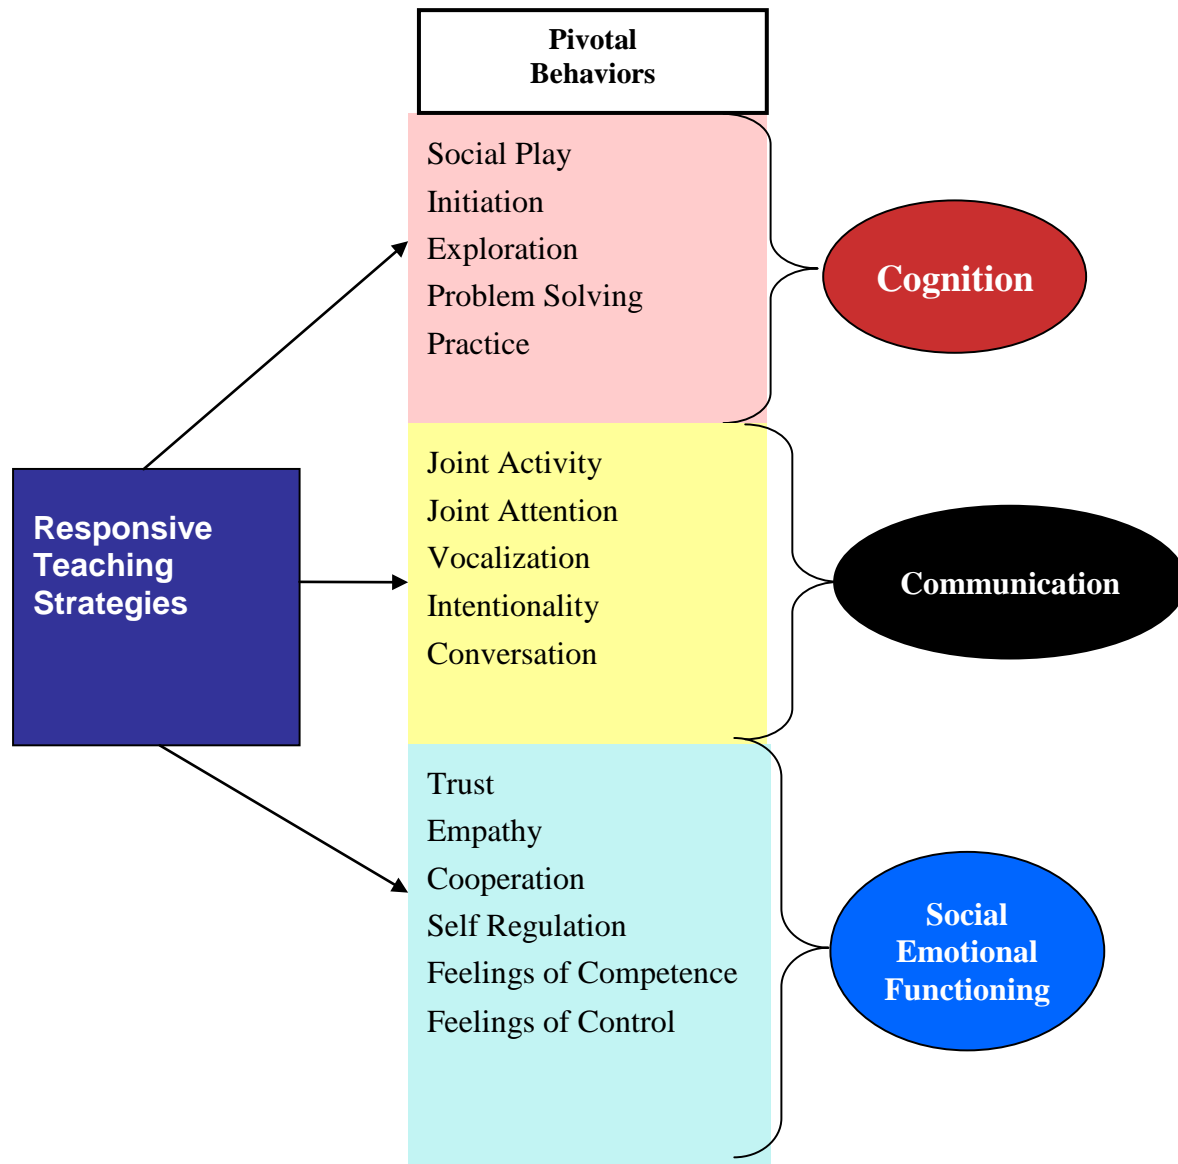 Pivotal
Behaviors
Social Play
Initiation
Exploration
Problem Solving
Practice
Cognition
Responsive
Teaching
Strategies
Joint Activity
Joint Attention
Vocalization
Intentionality
Conversation
Communication
Trust
Empathy
Cooperation
Self Regulation
Feelings of Competence
Feelings of Control
Social
Emotional
Functioning